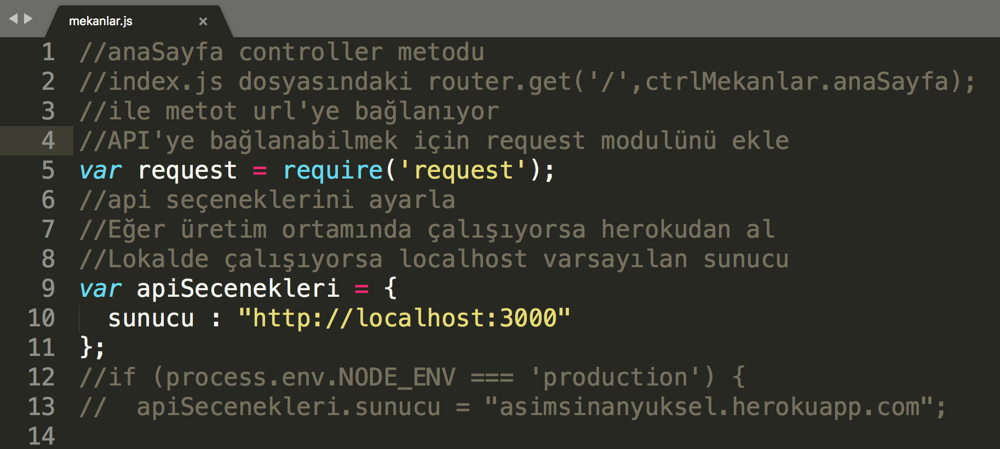 mekanlar.js ×
1 //anaSayfa controller metodu
2 //index.js dosyasındaki router.get('/',ctrlMekanlar.anaSayfa);
3 //ile metot url'ye bağlanıyor
4 //API'ye bağlanabilmek için request modulünü ekle
5 var request = require('request');
6 //api seçeneklerini ayarla
7 //Eğer üretim ortamında çalışıyorsa herokudan al
8 //Lokalde çalışıyorsa localhost varsayılan sunucu
9 var apiSecenekleri = {
10   sunucu : "http://localhost:3000"
11 };
12 //if (process.env.NODE_ENV === 'production') {
13 //  apiSecenekleri.sunucu = "asimsinanyuksel.herokuapp.com";
14